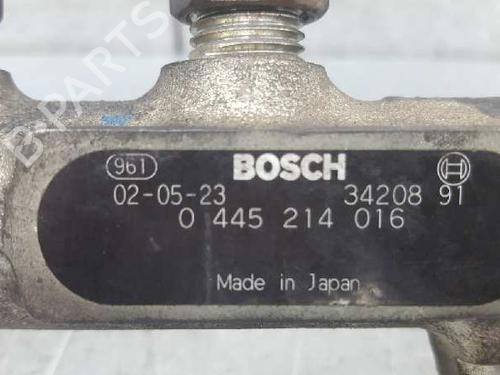 961 BOSCH
02-05-23 34208 91
0 445 214 016
Made in Japan
B-PARTS